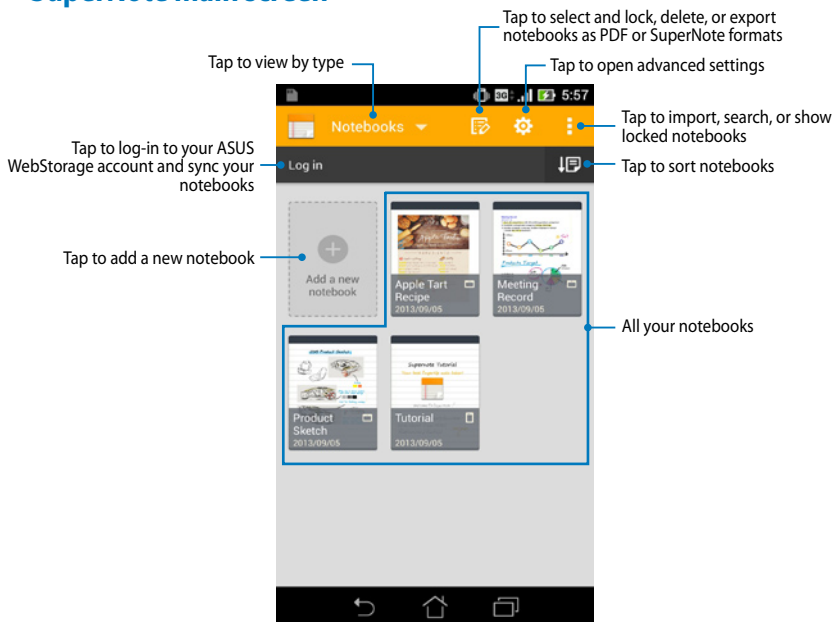 SuperNote main screen
Tap to select and lock, delete, or export
notebooks as PDF or SuperNote formats
Tap to view by type
Tap to open advanced settings
3G 5:57
Notebooks
Tap to import, search, or show
locked notebooks
Tap to log-in to your ASUS
WebStorage account and sync your
notebooks
Log in
Tap to sort notebooks
Tap to add a new notebook
Add a new
notebook
Apple Tart
Recipe
2013/09/05
Meeting
Record
2013/09/05
All your notebooks
Product
Sketch
2013/09/05
Supernote Tutorial
Tutorial
2013/09/05